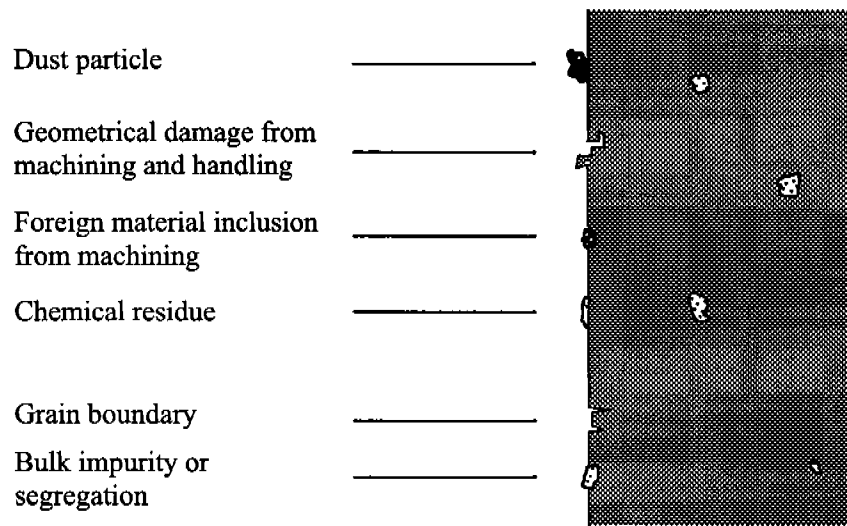 Dust particle
Geometrical damage from
machining and handling
Foreign material inclusion
from machining
Chemical residue
Grain boundary
Bulk impurity or
segregation